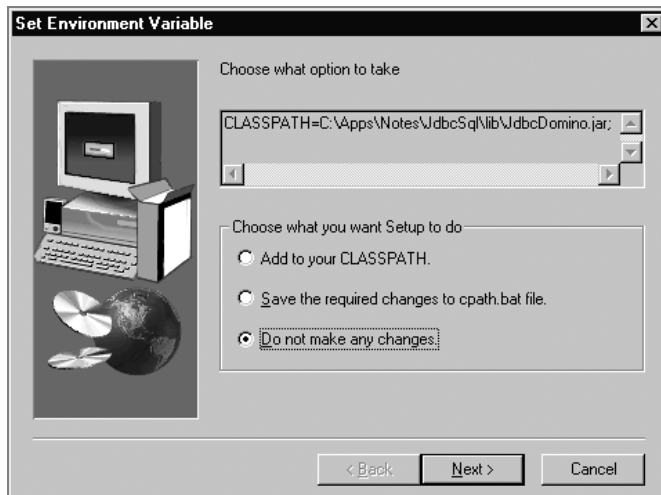 Set Environment Variable
Choose what option to take
CLASSPATH=C:\Apps\Notes\JdbcSql\lib\JdbcDomino.jar;
Choose what you want Setup to do
Add to your CLASSPATH.
Save the required changes to cpath.bat file.
Do not make any changes.
< Back
Next >
Cancel